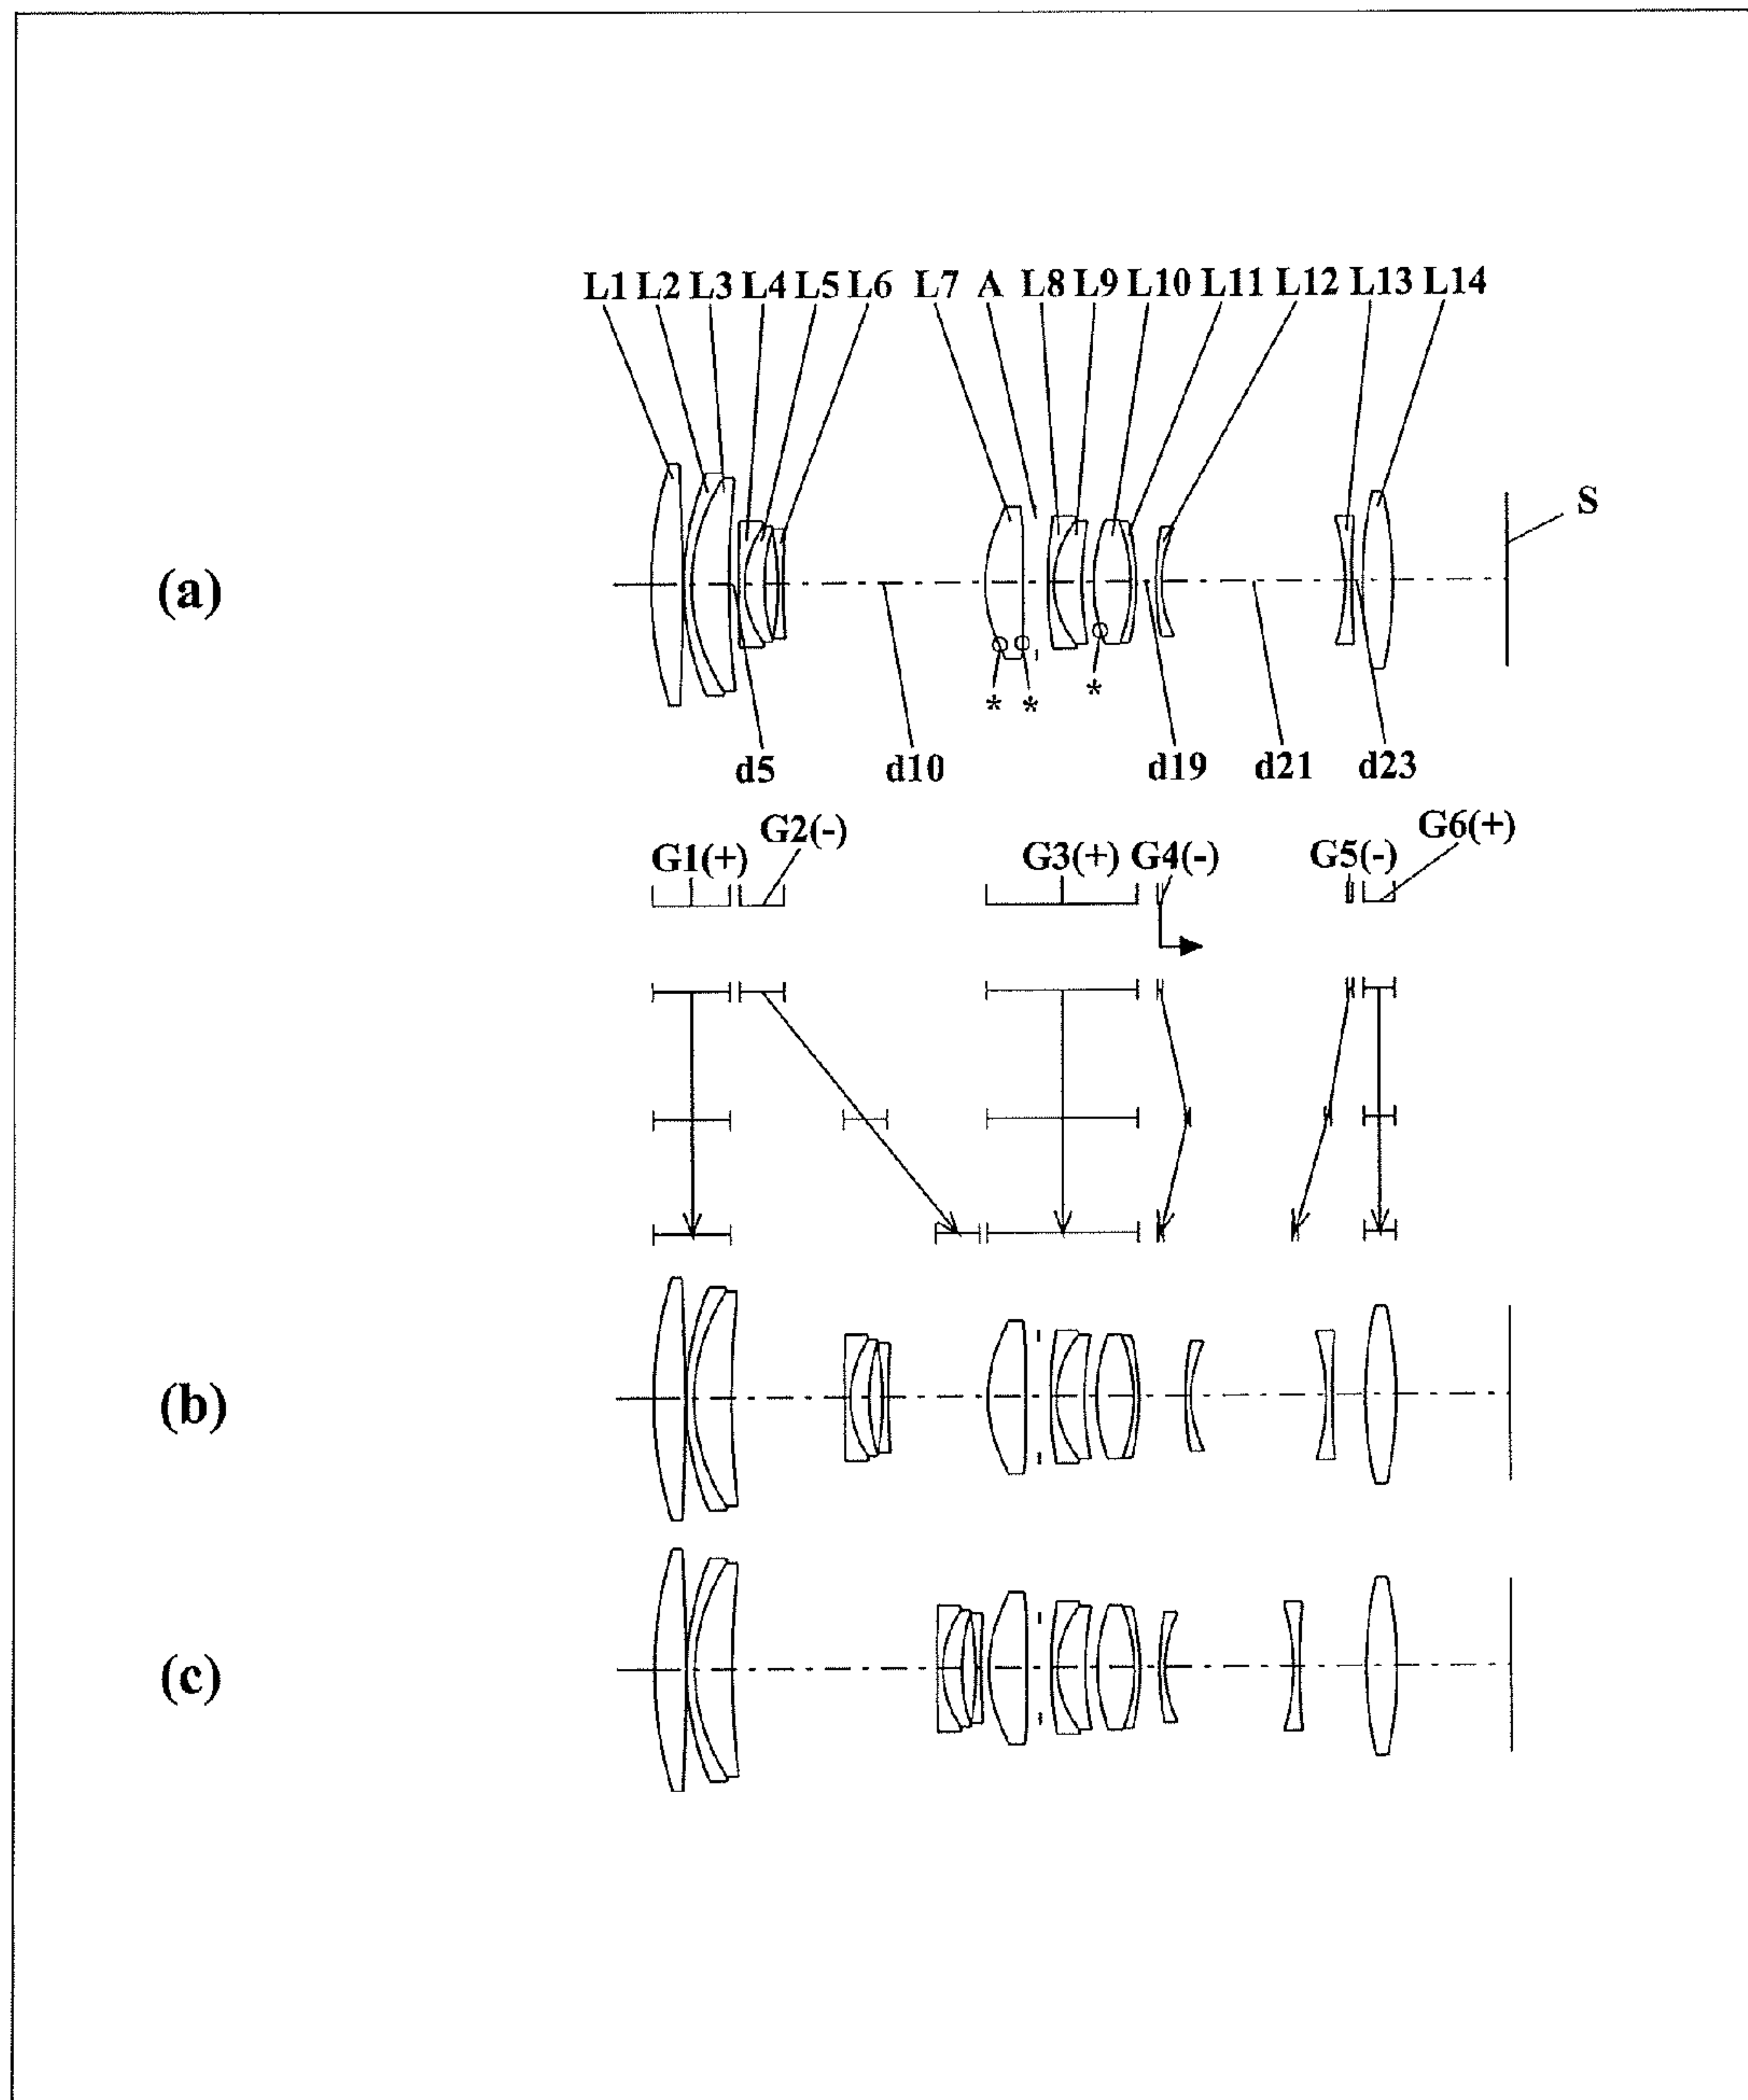 L1 L2 L3 L4 L5 L6 L7 A L8 L9 L10 L11 L12 L13 L14
S
(a)
* * *
d5 d10 d19 d21 d23
G1(+) G2(-) G3(+) G4(-) G5(-) G6(+)
(b)
(c)